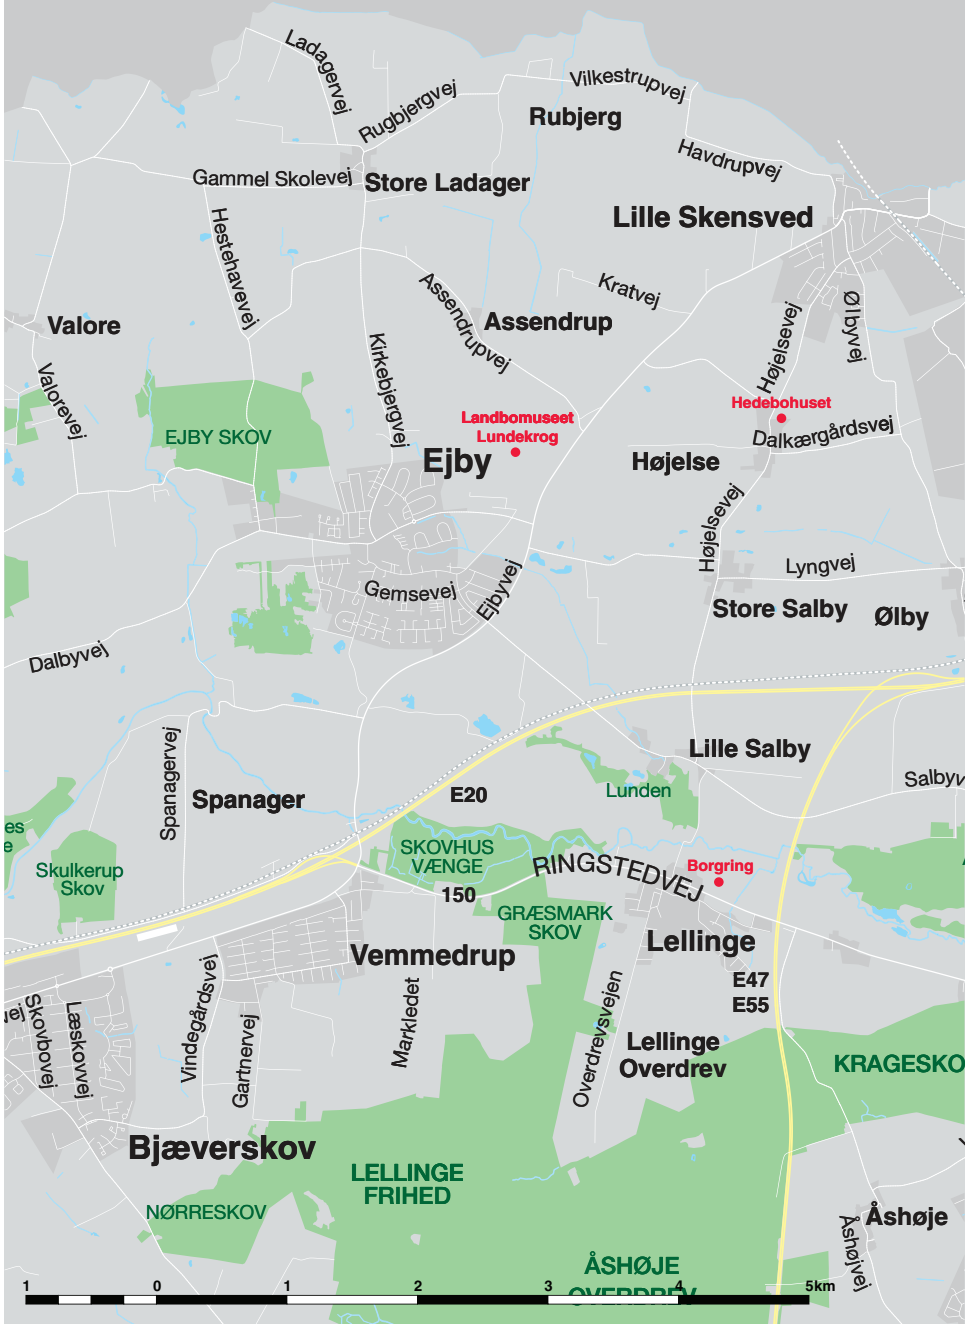 Ladagervej
Rugbjergvej
Vilkestrupvej
Rubjerg
Havdrupvej
Gammel Skolevej
Store Ladager
Lille Skensved
Hestehavevej
Assendrupvej
Kratvej
Ølbyvej
Højelsevej
Valore
Assendrup
Kirkebjergvej
Valorevej
Hedebohuset
Landbomuseet
Lundekrog
EJBY SKOV
Dalkærgårdsvej
Ejby
Højelse
Højelsevej
Lyngvej
Gemsevej
Ejbyvej
Store Salby
Ølby
Dalbyvej
Spanagervej
Lille Salby
Salbyv
Spanager
E20
Lunden
es
e
SKOVHUS
VÆNGE
RINGSTEDVEJ
Borgring
Skulkerup
Skov
150
GRÆSMARK
SKOV
Vemmedrup
Lellinge
E47
E55
vej
Skovbovej
Læskovvej
Vindegårdsvej
Gartnervej
Markledet
Overdrevsvejen
Lellinge
Overdrev
KRAGESKO
Bjæverskov
LELLINGE
FRIHED
NØRRESKOV
Åshøje
Åshøjvej
ÅSHØJE
OVERDREV
1 0 1 2 3 4 5km